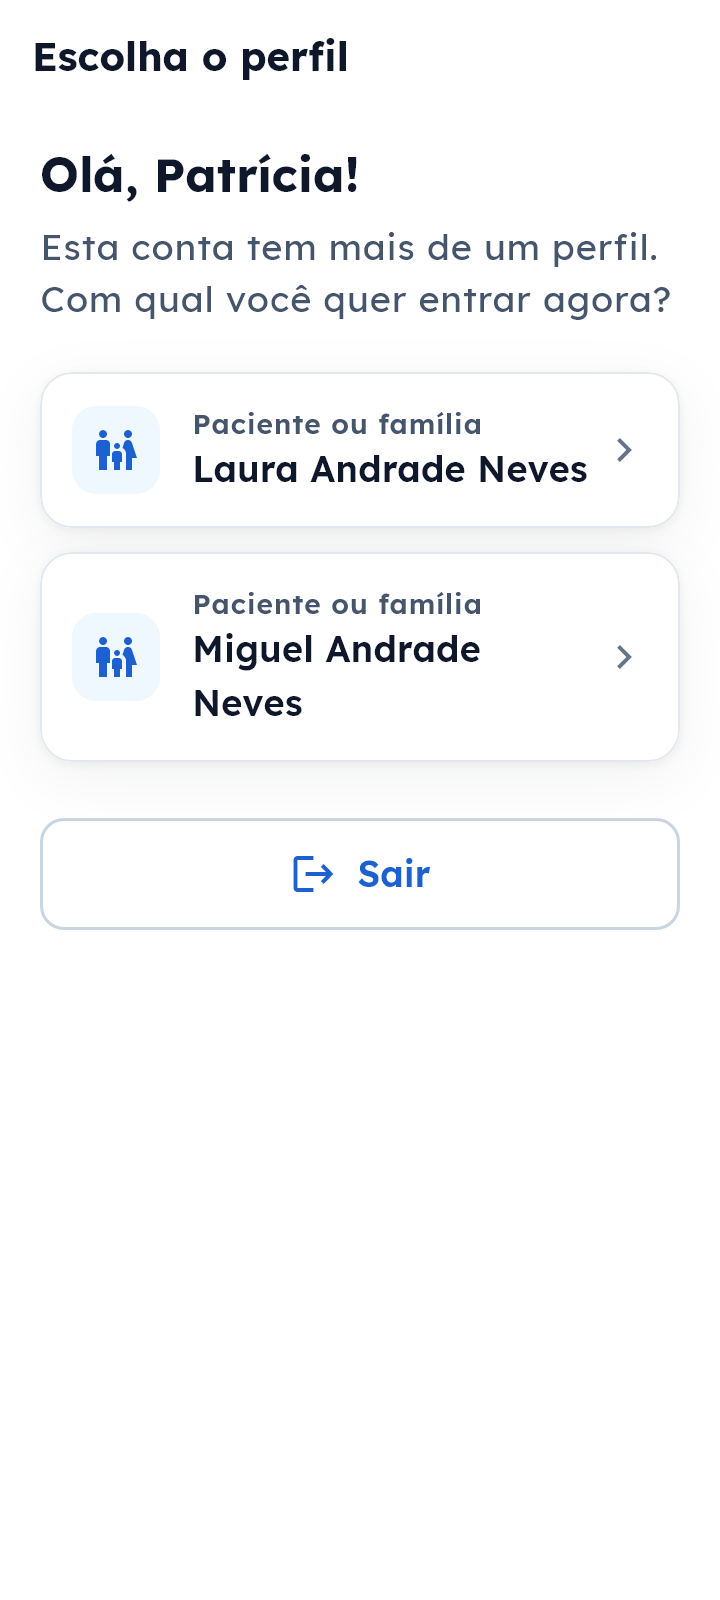 Escolha o perfil
Olá, Patrícia!
Esta conta tem mais de um perfil.
Com qual você quer entrar agora?
Paciente ou família
Laura Andrade Neves
Paciente ou família
Miguel Andrade
Neves
Sair